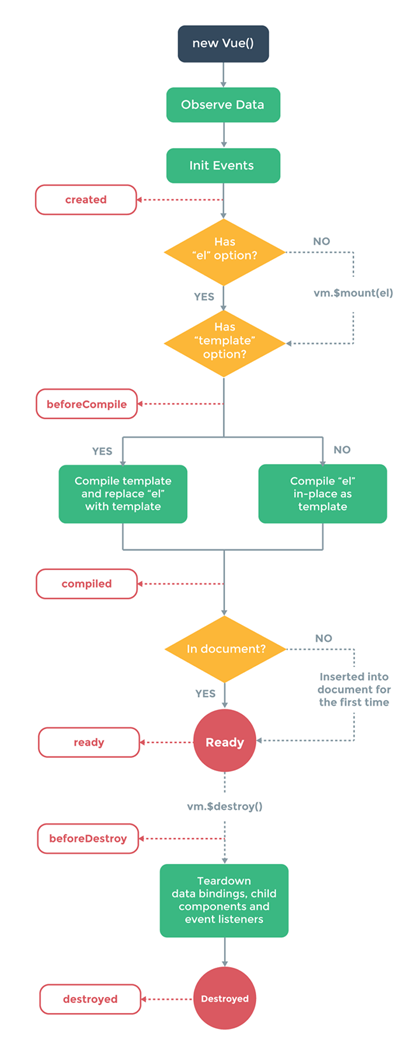 new Vue()
Observe Data
Init Events
created
Has
"el" option?
NO
vm.$mount(el)
YES
Has
"template"
option?
beforeCompile
YES
NO
Compile template
and replace "el"
with template
Compile "el"
in-place as
template
compiled
In document?
NO
Inserted into
document for
the first time
YES
Ready
ready
vm.$destroy()
beforeDestroy
Teardown
data bindings, child
components and
event listeners
destroyed
Destroyed